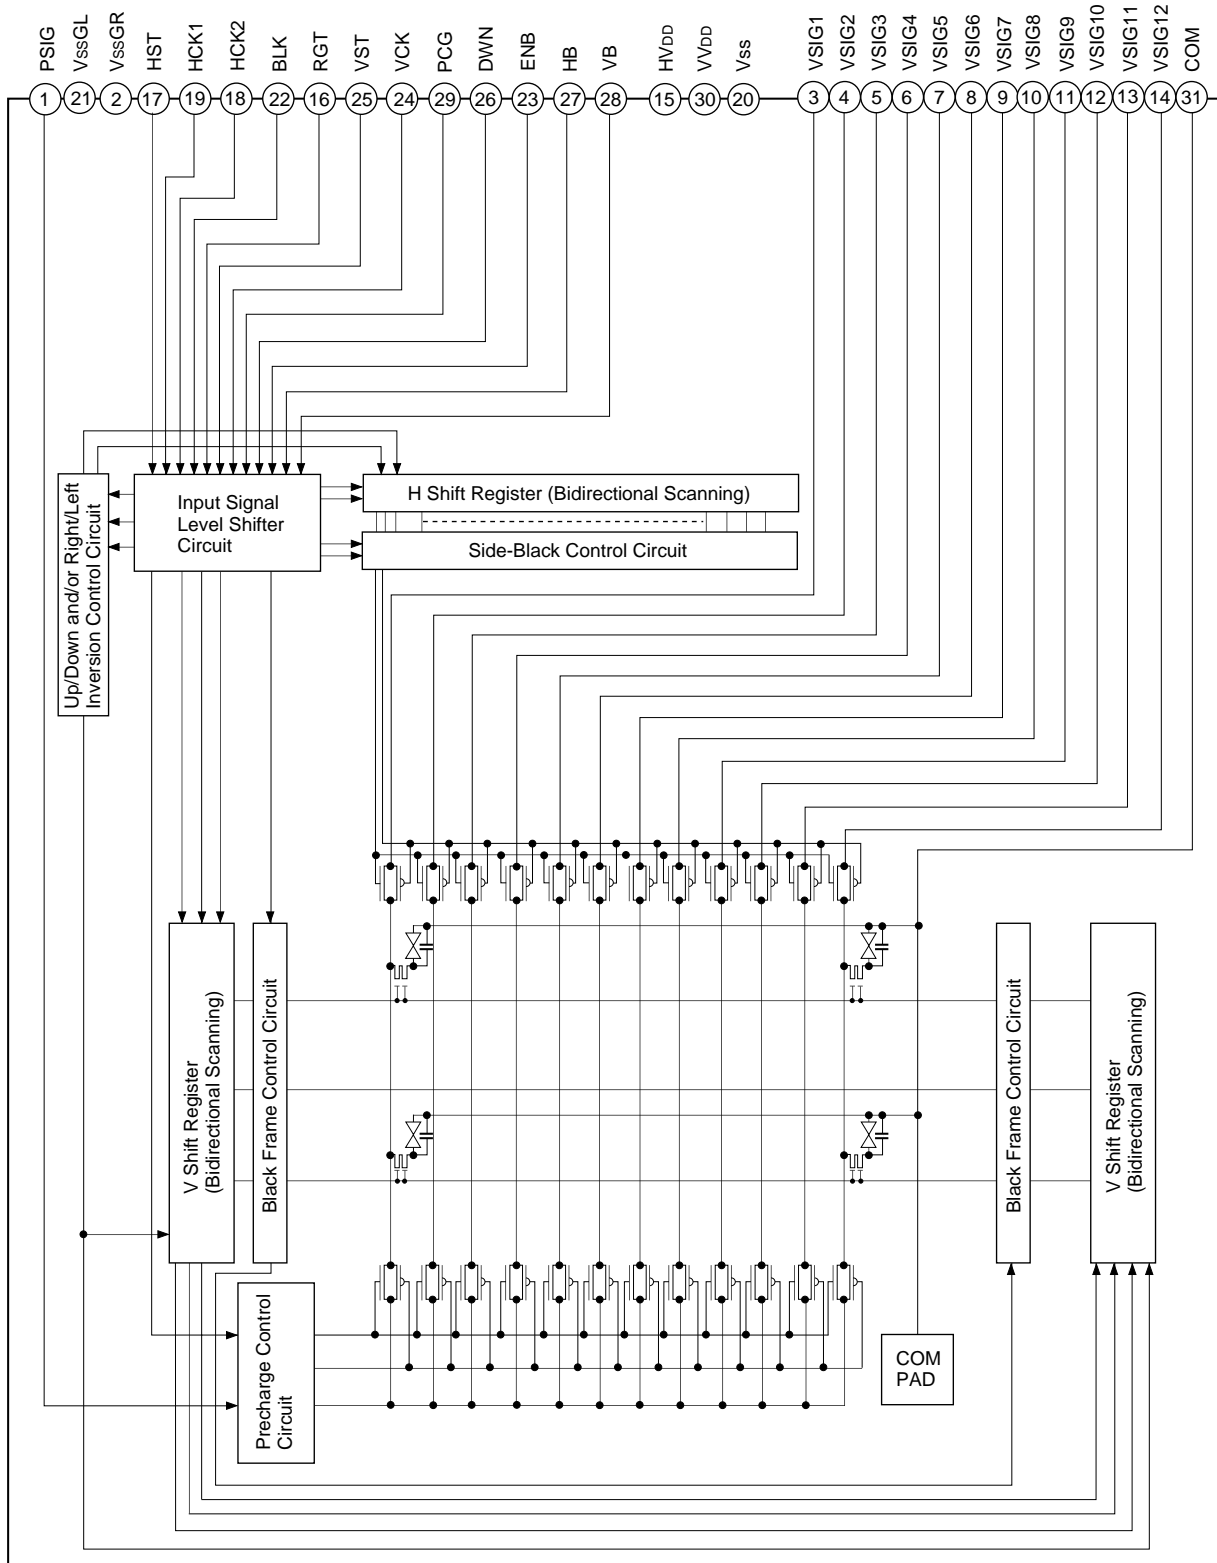 PSIG
VssGL
VssGR
HST
HCK1
HCK2
BLK
RGT
VST
VCK
PCG
DWN
ENB
HB
VB
HVDD
VVDD
Vss
VSIG1
VSIG2
VSIG3
VSIG4
VSIG5
VSIG6
VSIG7
VSIG8
VSIG9
VSIG10
VSIG11
VSIG12
COM
1
21
2
17
19
18
22
16
25
24
29
26
23
27
28
15
30
20
3
4
5
6
7
8
9
10
11
12
13
14
31
Up/Down and/or Right/Left
Inversion Control Circuit
Input Signal
Level Shifter
Circuit
H Shift Register (Bidirectional Scanning)
Side-Black Control Circuit
V Shift Register
(Bidirectional Scanning)
Black Frame Control Circuit
Black Frame Control Circuit
V Shift Register
(Bidirectional Scanning)
Precharge Control
Circuit
COM
PAD